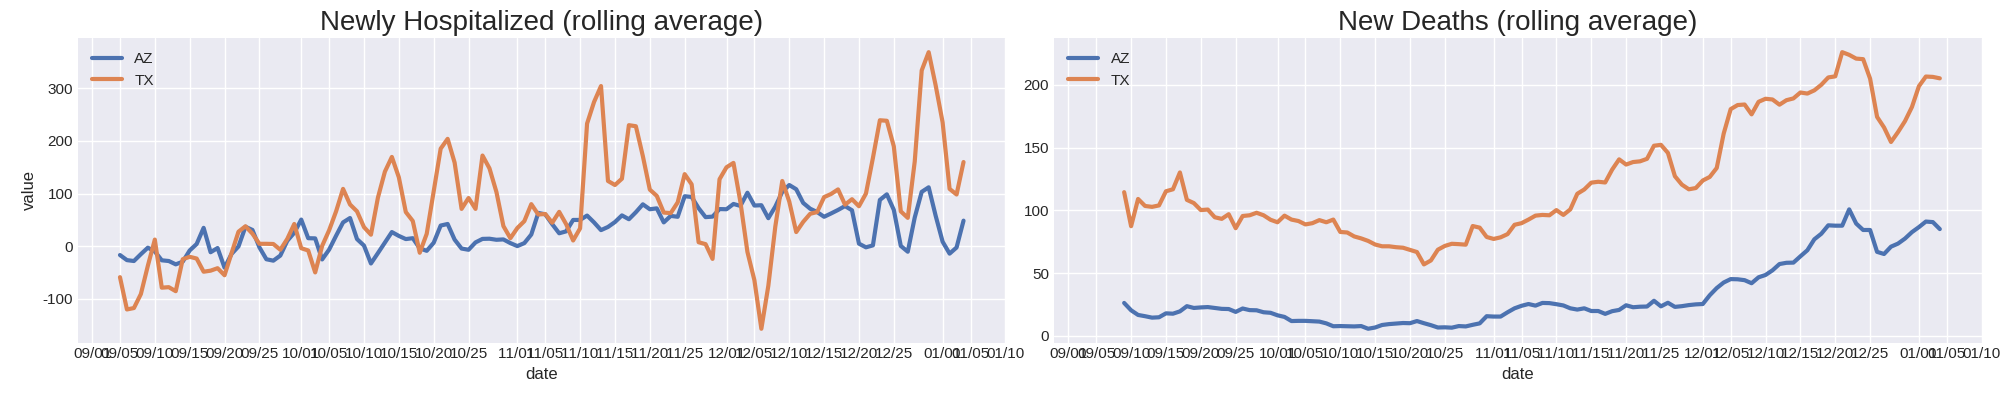 Newly Hospitalized (rolling average)
AZ
TX
value
300
200
100
0
-100
09/01 09/05 09/10 09/15 09/20 09/25 10/01 10/05 10/10 10/15 10/20 10/25 11/01 11/05 11/10 11/15 11/20 11/25 12/01 12/05 12/10 12/15 12/20 12/25 01/01 01/05 01/10
date
New Deaths (rolling average)
AZ
TX
200
150
100
50
0
09/01 09/05 09/10 09/15 09/20 09/25 10/01 10/05 10/10 10/15 10/20 10/25 11/01 11/05 11/10 11/15 11/20 11/25 12/01 12/05 12/10 12/15 12/20 12/25 01/01 01/05 01/10
date